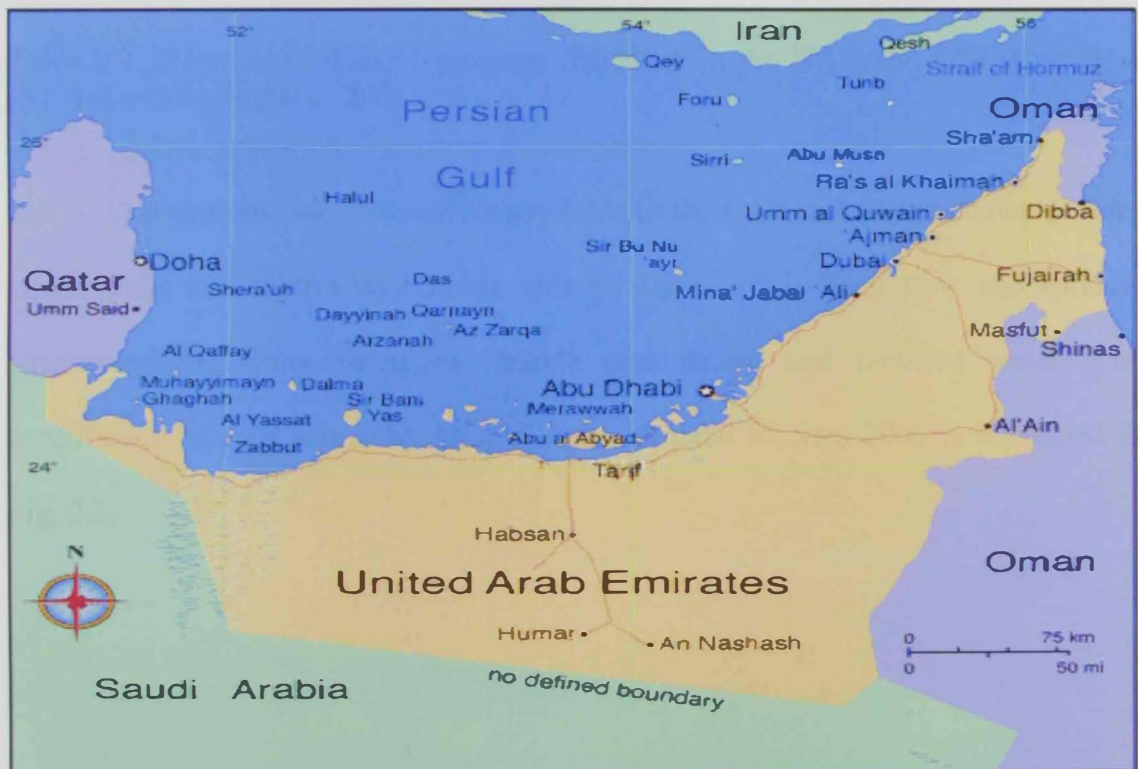 52°
54°
56°
Iran
Qesh
Qey
Strait of Hormuz
Tunb
Foru
Persian
Oman
26°
Sha'am
Sirri
Abu Musa
Gulf
Ra's al Khaimah
Halul
Umm al Quwain
Dibba
'Ajman
Sir Bu Nu
'ayr
Doha
Dubai
Qatar
Das
Fujairah
Shera'uh
Mina' Jabal Ali
Umm Said
Dayyinah
Qarnayn
Az Zarqa
Masfut
Arzanah
Shinas
Al Qaffay
Muhayyimayn
Dalma
Abu Dhabi
Ghaghah
Sir Bani
Yas
Merawwah
Al Yassat
Al'Ain
Zabbut
Abu al Abyad
24°
Tarif
Habsan
N
United Arab Emirates
Oman
Humar
An Nashash
0 75 km
0 50 mi
Saudi Arabia
no defined boundary